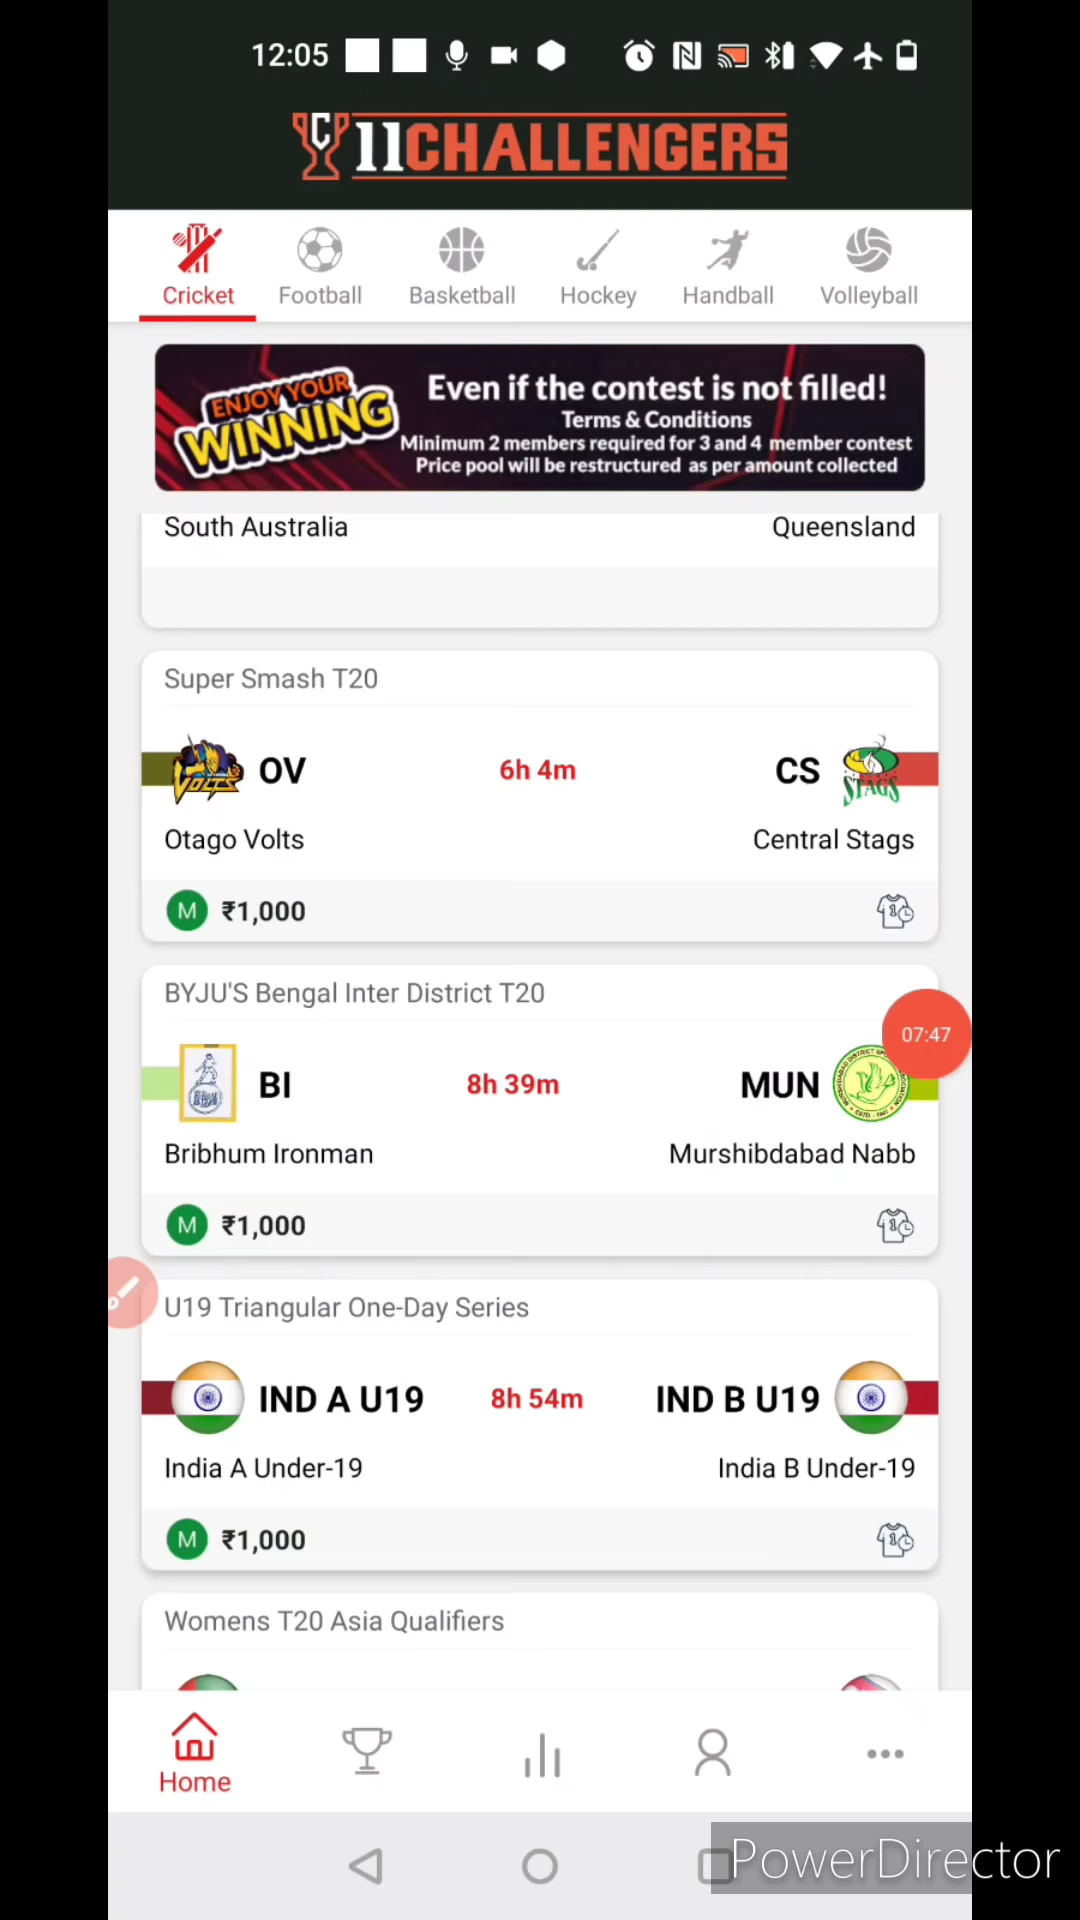 12:05
11CHALLENGERS
Cricket Football Basketball Hockey Handball Volleyball
ENJOY YOUR
WINNING
Even if the contest is not filled!
Terms & Conditions
Minimum 2 members required for 3 and 4 member contest
Price pool will be restructured as per amount collected
South Australia Queensland
Super Smash T20
VOLTS OV 6h 4m CS STAGS
Otago Volts Central Stags
M ₹1,000
BYJU'S Bengal Inter District T20
07:47
BI 8h 39m MUN
Bribhum Ironman Murshibdabad Nabb
M ₹1,000
U19 Triangular One-Day Series
IND A U19 8h 54m IND B U19
India A Under-19 India B Under-19
M ₹1,000
Womens T20 Asia Qualifiers
Home
PowerDirector